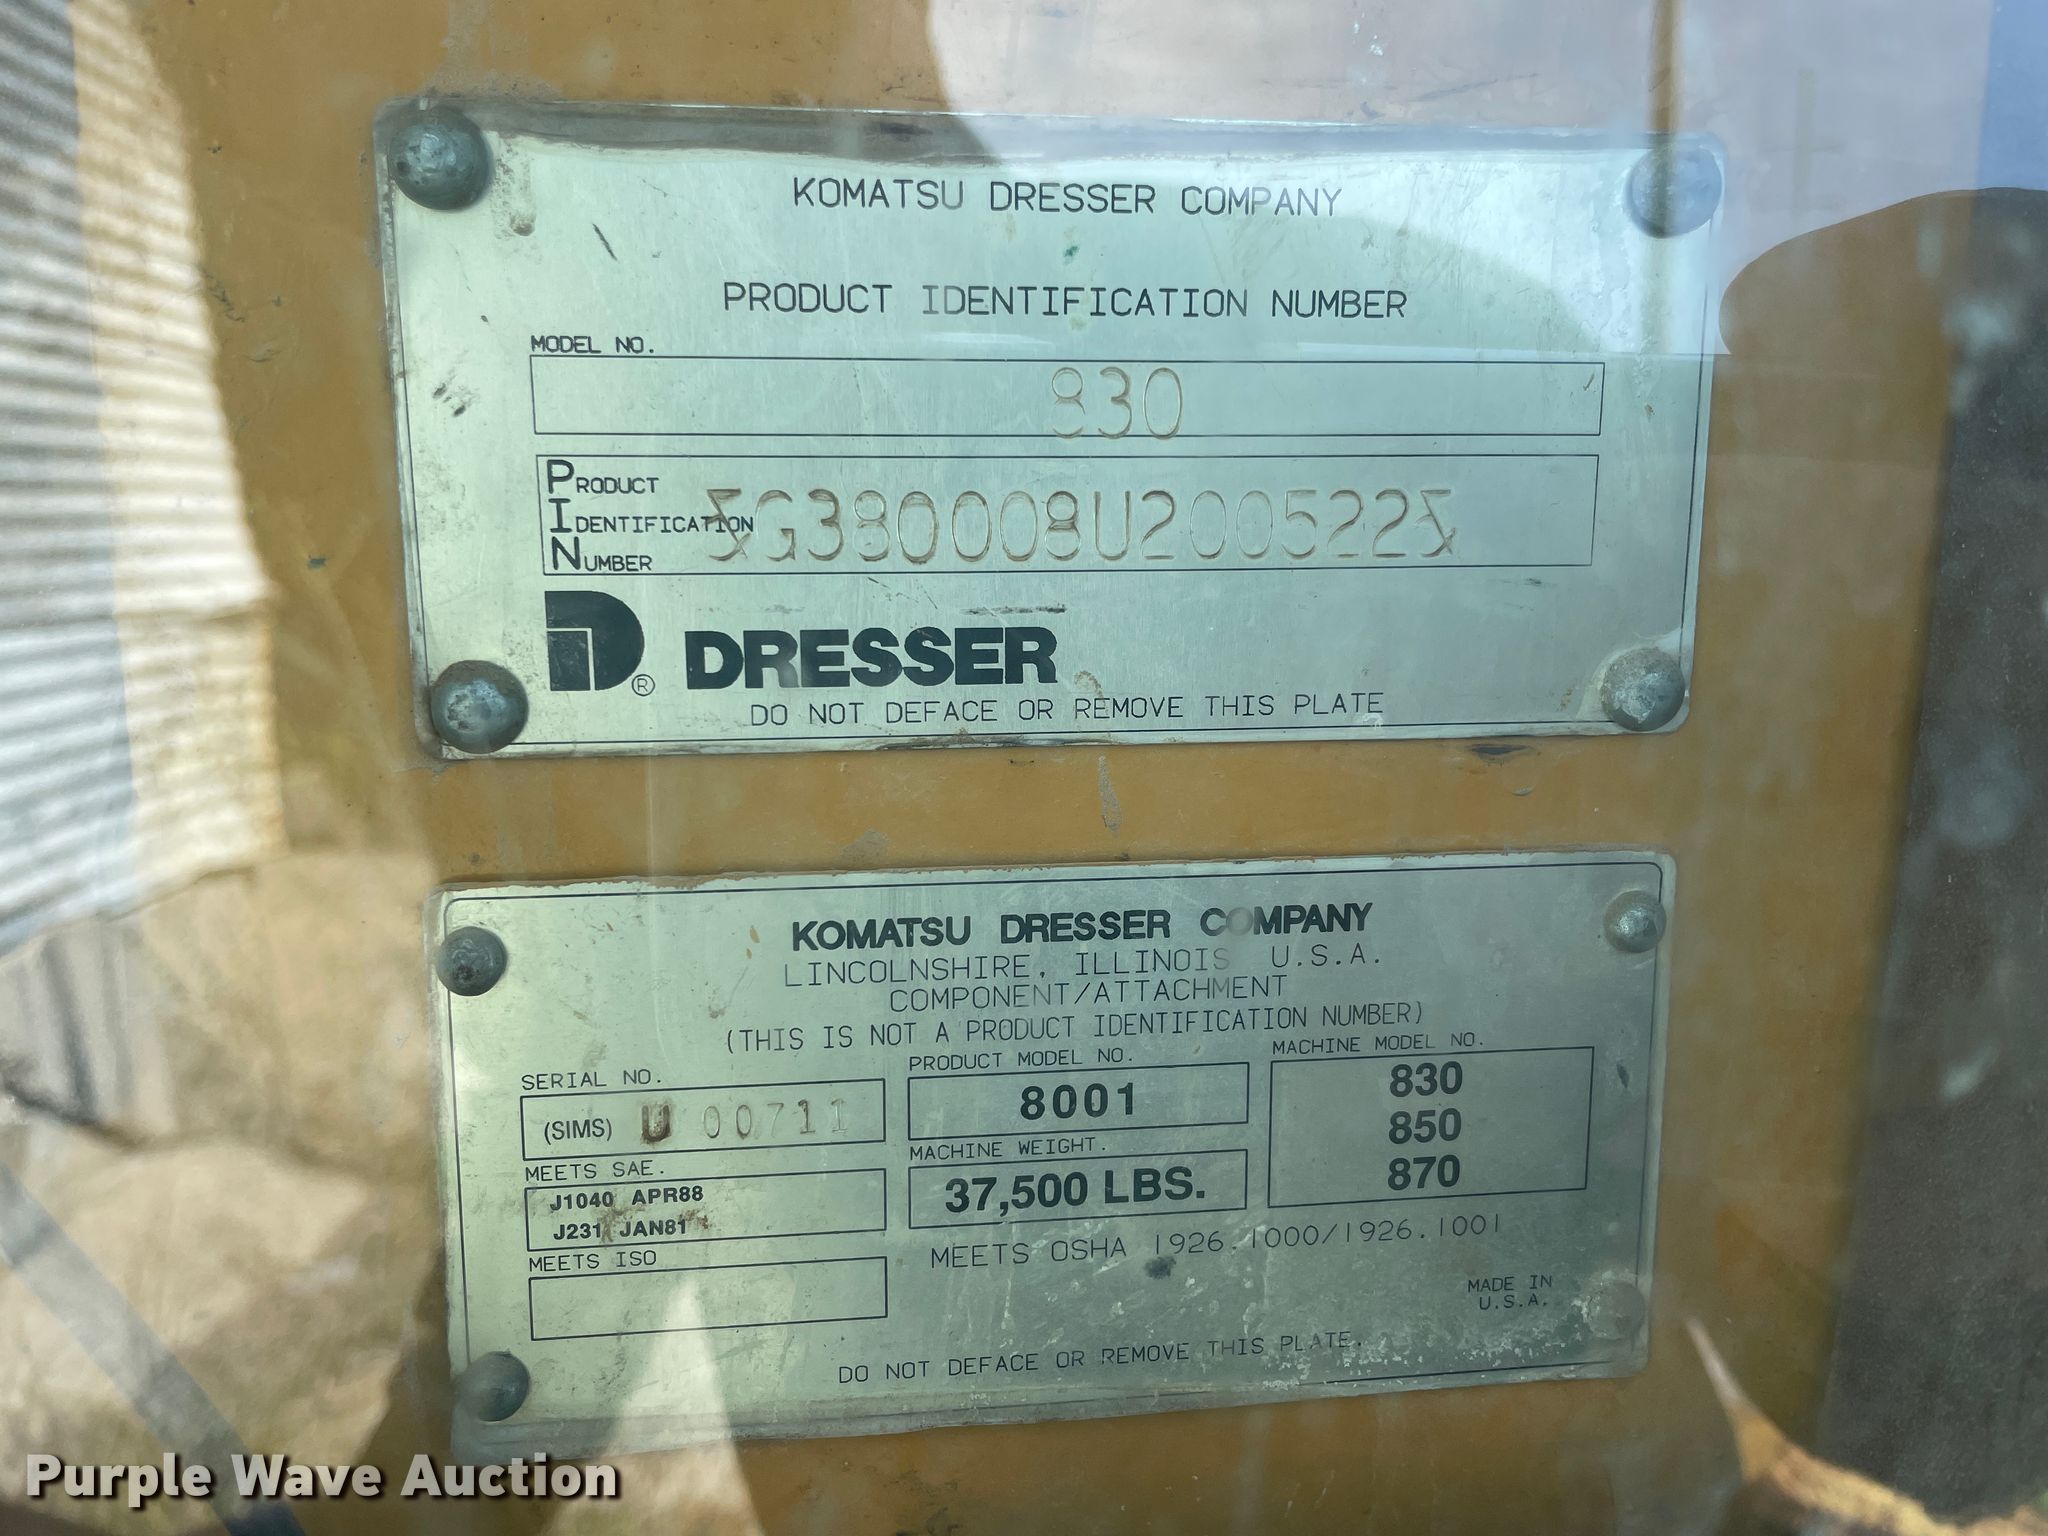 KOMATSU DRESSER COMPANY
PRODUCT IDENTIFICATION NUMBER
MODEL NO.
830
PRODUCT
IDENTIFICATION
NUMBER
G380008U200522
D®
DRESSER
DO NOT DEFACE OR REMOVE THIS PLATE
KOMATSU DRESSER COMPANY
LINCOLNSHIRE, ILLINOIS U.S.A.
COMPONENT/ATTACHMENT
(THIS IS NOT A PRODUCT IDENTIFICATION NUMBER)
SERIAL NO.
(SIMS) U 00711
PRODUCT MODEL NO.
8001
MACHINE MODEL NO.
830
850
870
MEETS SAE.
J1040 APR88
J231 JAN81
MACHINE WEIGHT.
37,500 LBS.
MEETS ISO
MEETS OSHA 1926.1000/1926.1001
MADE IN
U.S.A.
DO NOT DEFACE OR REMOVE THIS PLATE.
Purple Wave Auction